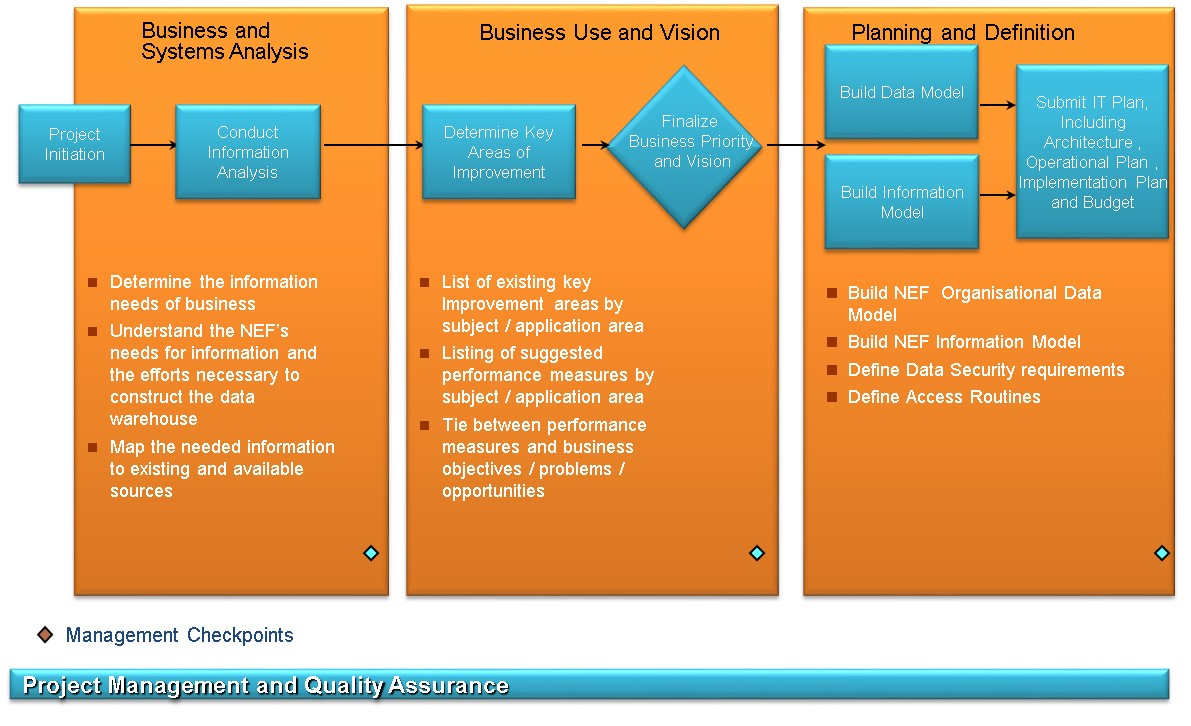 Business and
Systems Analysis
Project
Initiation
Conduct
Information
Analysis
Determine the information
needs of business
Understand the NEF's
needs for information and
the efforts necessary to
construct the data
warehouse
Map the needed information
to existing and available
sources
Business Use and Vision
Determine Key
Areas of
Improvement
Finalize
Business Priority
and Vision
List of existing key
Improvement areas by
subject / application area
Listing of suggested
performance measures by
subject / application area
Tie between performance
measures and business
objectives / problems /
opportunities
Planning and Definition
Build Data Model
Build Information
Model
Submit IT Plan,
Including
Architecture ,
Operational Plan ,
Implementation Plan
and Budget
Build NEF Organisational Data
Model
Build NEF Information Model
Define Data Security requirements
Define Access Routines
Management Checkpoints
Project Management and Quality Assurance